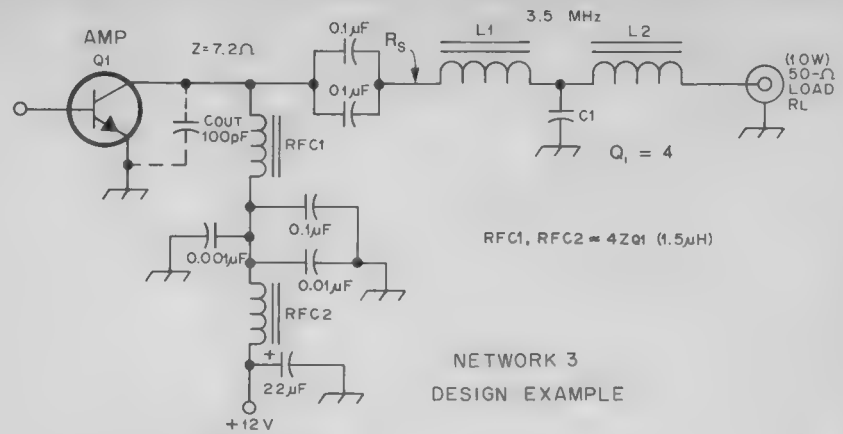 AMP
Q1
Z=7.2Ω
0.1µF
0.1µF
RS
3.5 MHz
L1
L2
(10W)
50-Ω
LOAD
RL
C1
Q1 = 4
COUT
100pF
RFC1
0.1µF
0.001µF
0.01µF
RFC1, RFC2 ≈ 4ZQ1 (1.5µH)
RFC2
+
22µF
+12V
NETWORK 3
DESIGN EXAMPLE